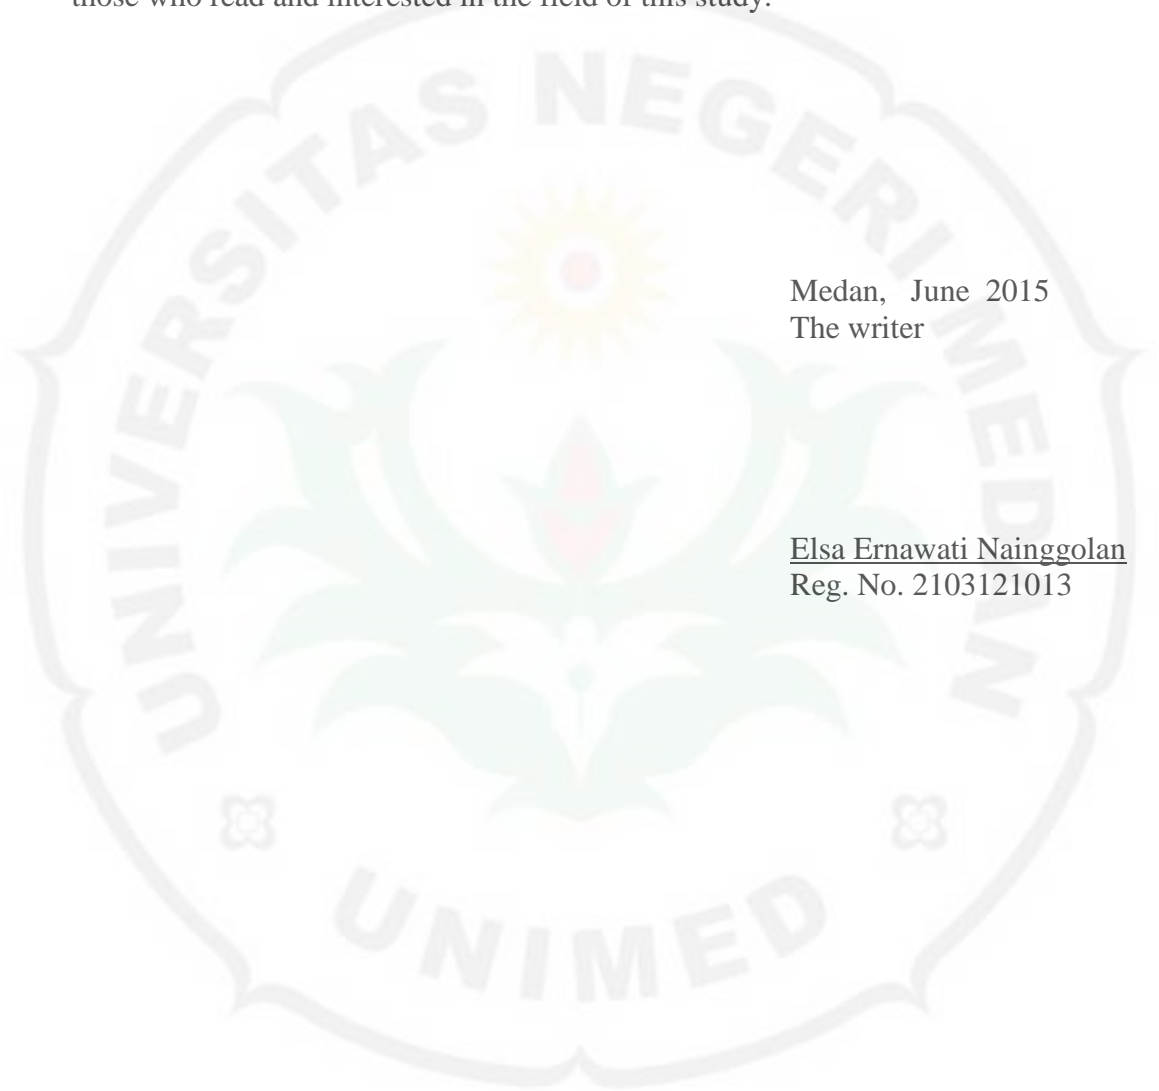 those who read and interested in the field of this study.
UNIVERSITAS NEGERI MEDAN
Medan, June 2015
The writer
Elsa Ernawati Nainggolan
Reg. No. 2103121013
UNIMED